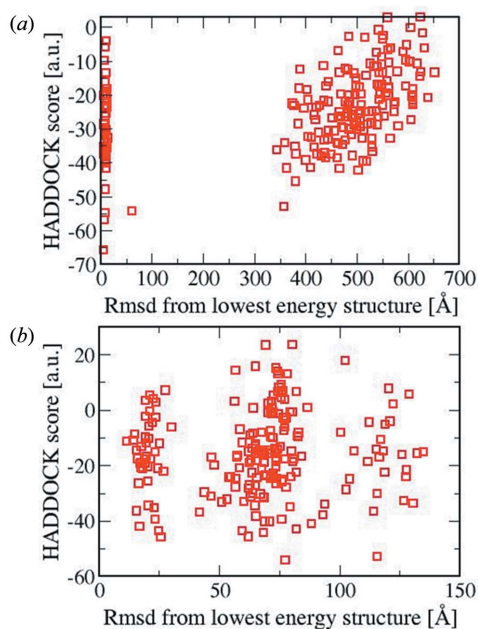 (a)
0
-10
-20
-30
-40
-50
-60
-70
HADDOCK score [a.u.]
0 100 200 300 400 500 600 700
Rmsd from lowest energy structure [Å]
(b)
20
0
-20
-40
-60
HADDOCK score [a.u.]
0 50 100 150
Rmsd from lowest energy structure [Å]